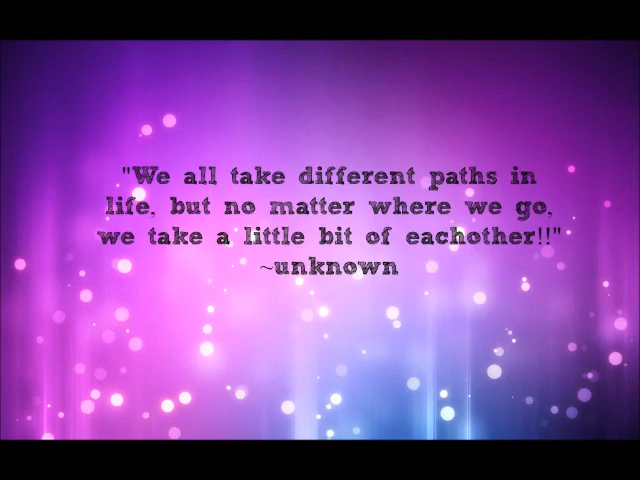 "We all take different paths in
life, but no matter where we go,
we take a little bit of eachother!!"
~unknown